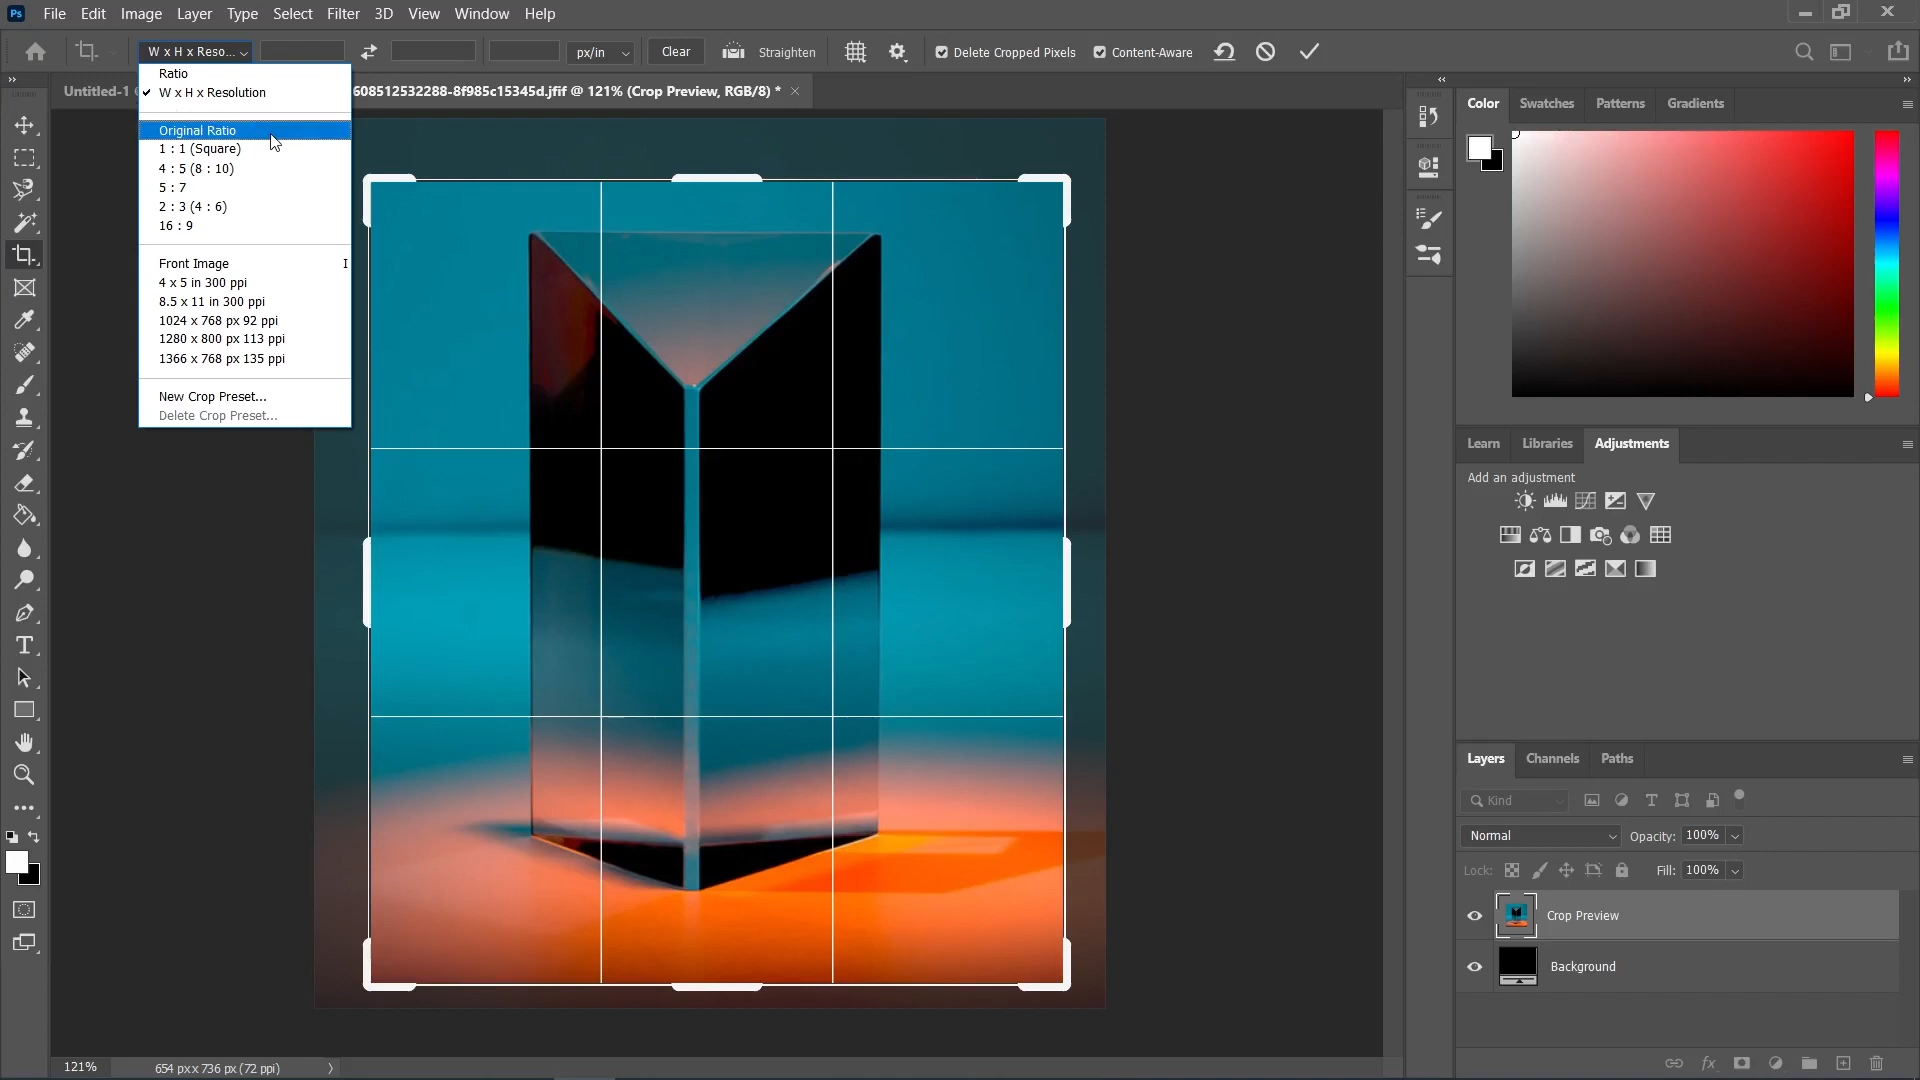 Ps File Edit Image Layer Type Select Filter 3D View Window Help
W x H x Reso... px/in Clear Straighten Delete Cropped Pixels Content-Aware
Untitled-1 608512532288-8f985c15345d.jfif @ 121% (Crop Preview, RGB/8) *
Ratio
W x H x Resolution
Original Ratio
1 : 1 (Square)
4 : 5 (8 : 10)
5 : 7
2 : 3 (4 : 6)
16 : 9
Front Image I
4 x 5 in 300 ppi
8.5 x 11 in 300 ppi
1024 x 768 px 92 ppi
1280 x 800 px 113 ppi
1366 x 768 px 135 ppi
New Crop Preset...
Delete Crop Preset...
Color Swatches Patterns Gradients
Learn Libraries Adjustments
Add an adjustment
Layers Channels Paths
Kind
Normal Opacity: 100%
Lock: Fill: 100%
Crop Preview
Background
fx
121% 654 px x 736 px (72 ppi)